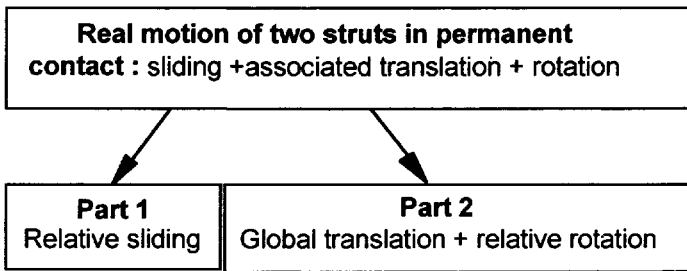 Real motion of two struts in permanent
contact : sliding +associated translation + rotation
Part 1
Relative sliding
Part 2
Global translation + relative rotation